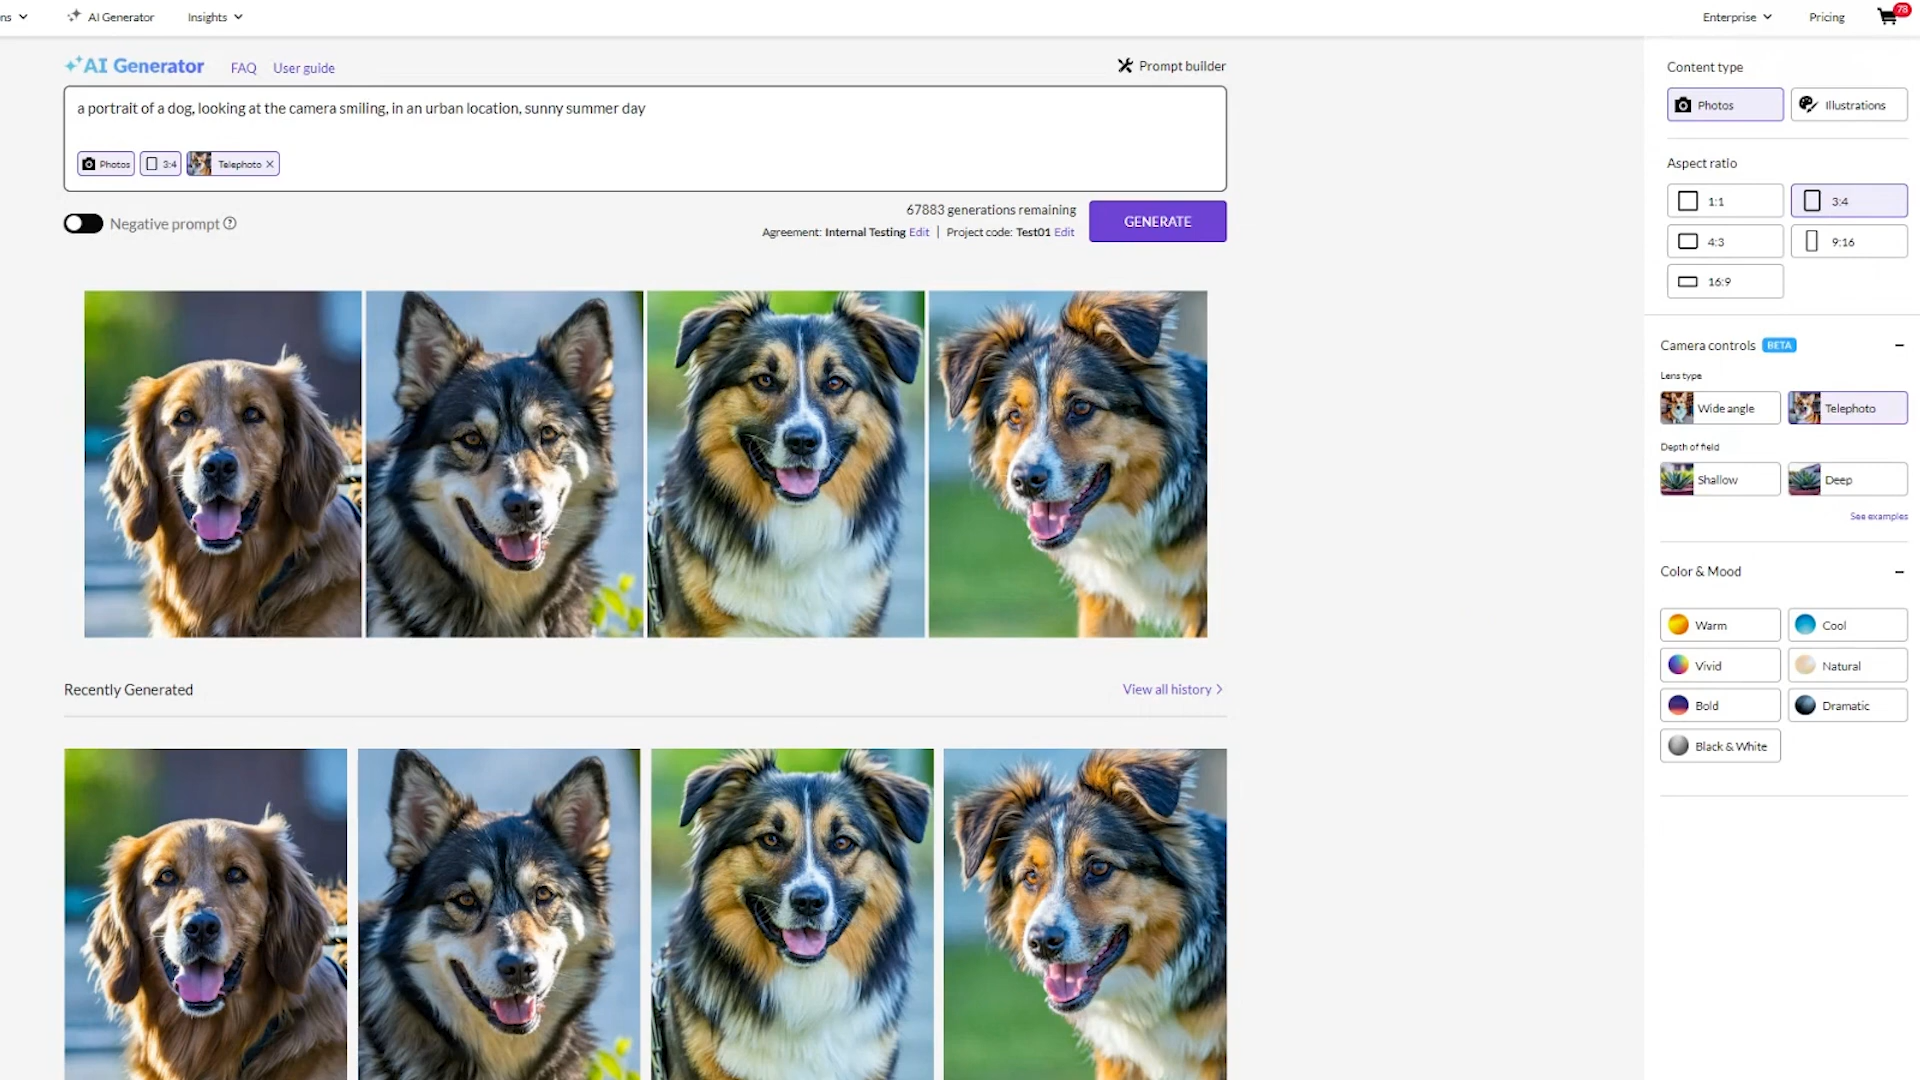 ns
AI Generator
Insights
Enterprise
Pricing
78
AI Generator
FAQ
User guide
Prompt builder
a portrait of a dog, looking at the camera smiling, in an urban location, sunny summer day
Photos
3:4
Telephoto
Negative prompt
67883 generations remaining
Agreement: Internal Testing Edit | Project code: Test01 Edit
GENERATE
Recently Generated
View all history
Content type
Photos
Illustrations
Aspect ratio
1:1
3:4
4:3
9:16
16:9
Camera controls BETA
Lens type
Wide angle
Telephoto
Depth of field
Shallow
Deep
See examples
Color & Mood
Warm
Cool
Vivid
Natural
Bold
Dramatic
Black & White